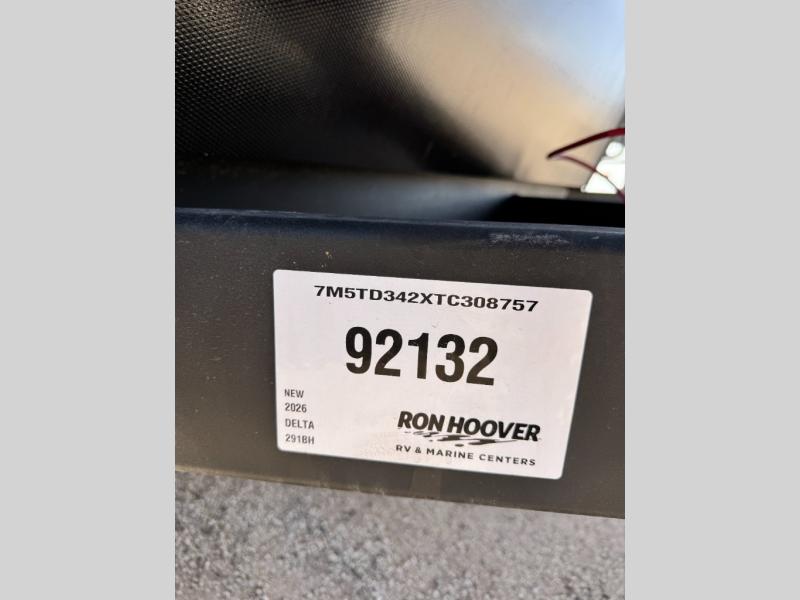 7M5TD342XTC308757
92132
NEW
2026
DELTA
291BH
RON HOOVER
RV & MARINE CENTERS